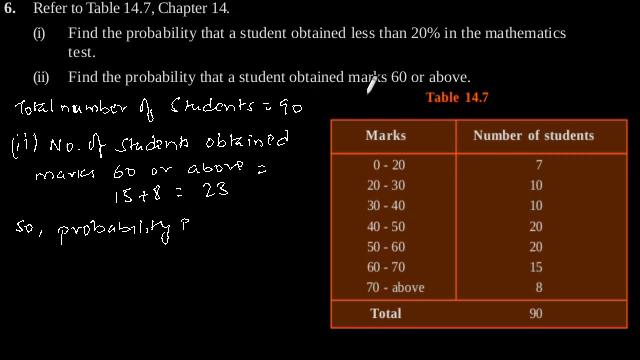 6. Refer to Table 14.7, Chapter 14.
(i) Find the probability that a student obtained less than 20% in the mathematics
test.
(ii) Find the probability that a student obtained marks 60 or above.
Total number of Students = 90
(ii) No. of Students obtained
marks 60 or above =
15+8 = 23
So, probability P
Table 14.7
Marks Number of students
0 - 20 7
20 - 30 10
30 - 40 10
40 - 50 20
50 - 60 20
60 - 70 15
70 - above 8
Total 90